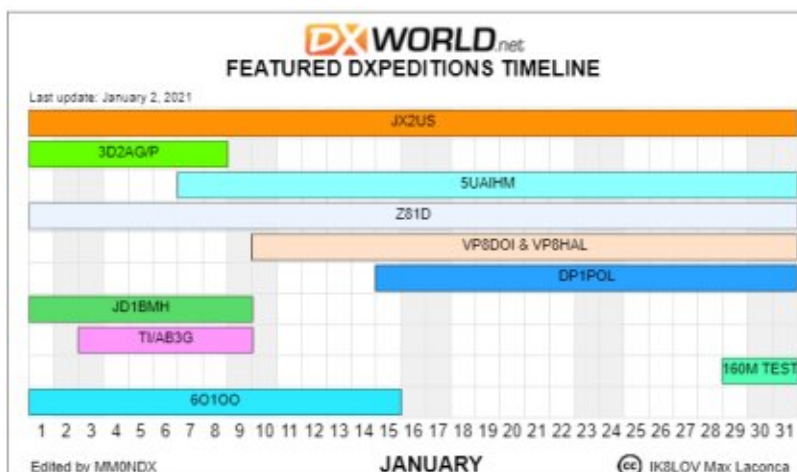 DX WORLD.net
FEATURED DXPEDITIONS TIMELINE
Last update: January 2, 2021
JX2US
3D2AG/P
5UAIHM
Z81D
VP8DOI & VP8HAL
DP1POL
JD1BMH
TI/AB3G
160M TEST
6O1OO
1 2 3 4 5 6 7 8 9 10 11 12 13 14 15 16 17 18 19 20 21 22 23 24 25 26 27 28 29 30 31
Edited by MM0NDX JANUARY cc IK8LOV Max Laconca